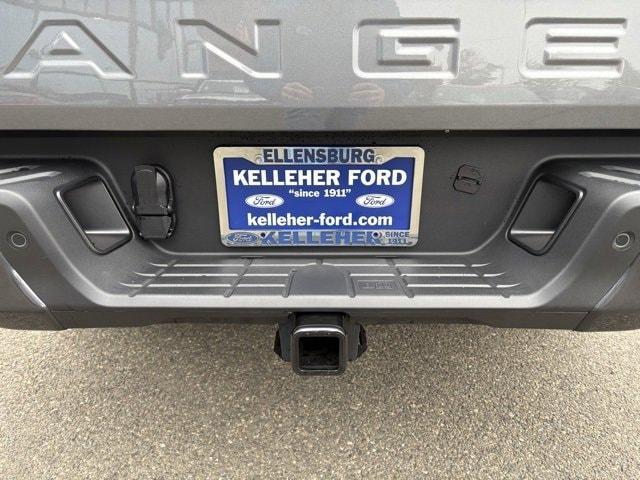 ANGE
ELLENSBURG
KELLEHER FORD
"since 1911"
Ford Ford
kelleher-ford.com
Ford KELLEHER SINCE 1911